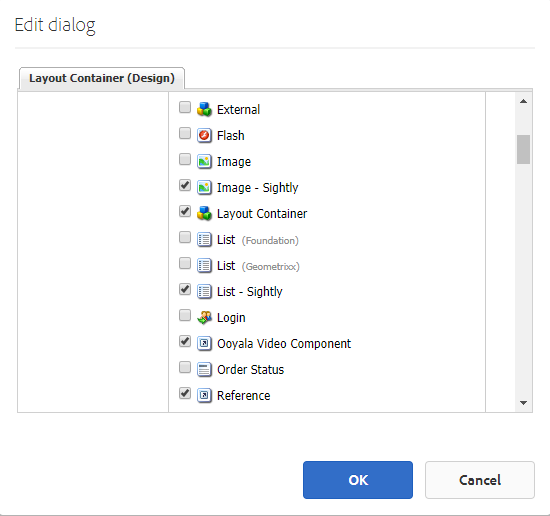 Edit dialog
Layout Container (Design)
External
Flash
Image
Image - Sightly
Layout Container
List (Foundation)
List (Geometrixx)
List - Sightly
Login
Ooyala Video Component
Order Status
Reference
OK Cancel